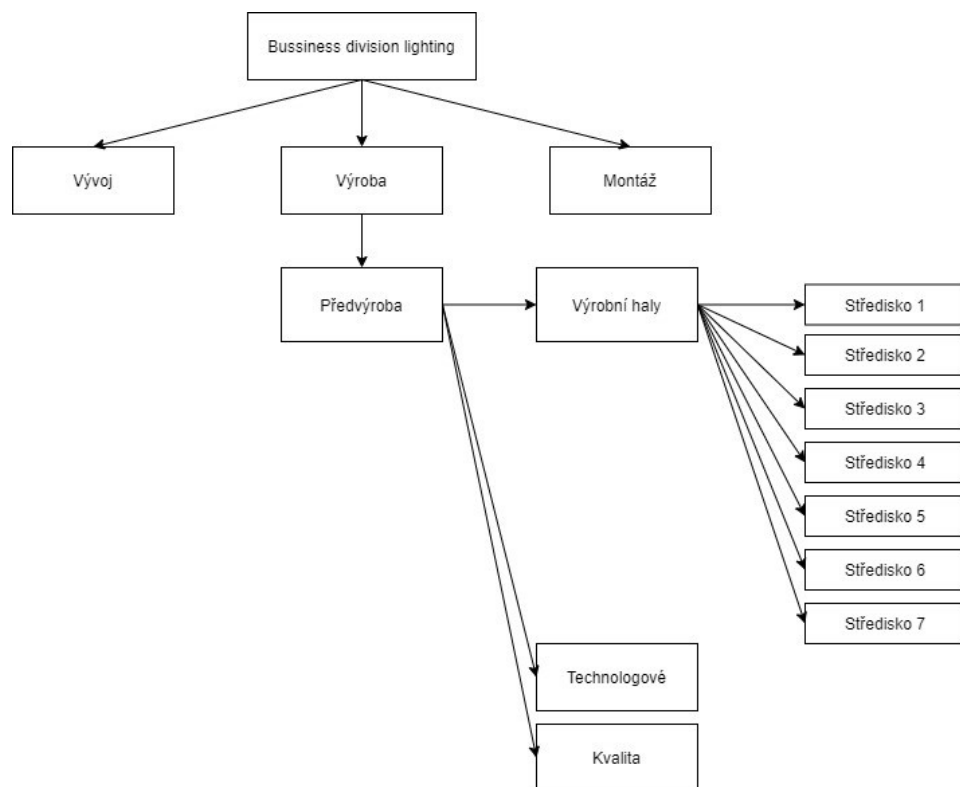 Bussiness division lighting
Vývoj
Výroba
Montáž
Předvýroba
Výrobní haly
Středisko 1
Středisko 2
Středisko 3
Středisko 4
Středisko 5
Středisko 6
Středisko 7
Technologové
Kvalita